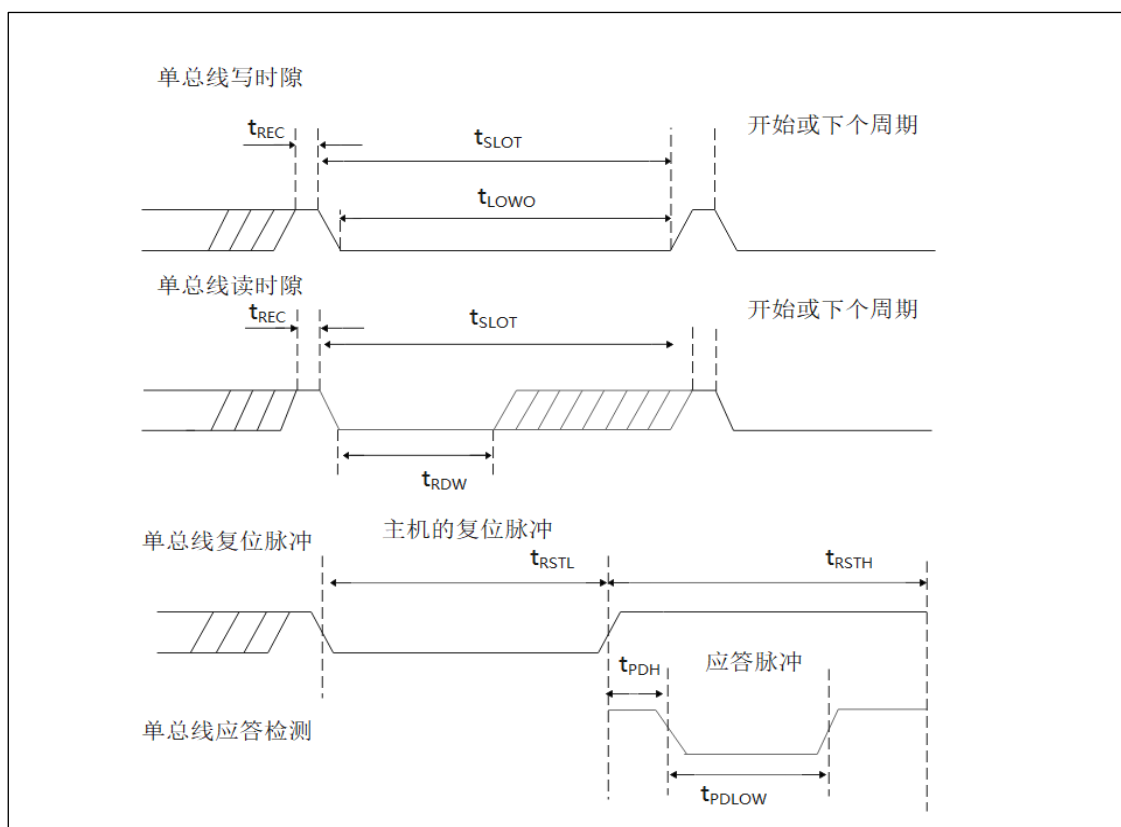 单总线写时隙
开始或下个周期
tREC
tSLOT
tLOWO
单总线读时隙
开始或下个周期
tREC
tSLOT
tRDW
主机的复位脉冲
单总线复位脉冲
tRSTL
tRSTH
应答脉冲
tPDH
单总线应答检测
tPDLOW